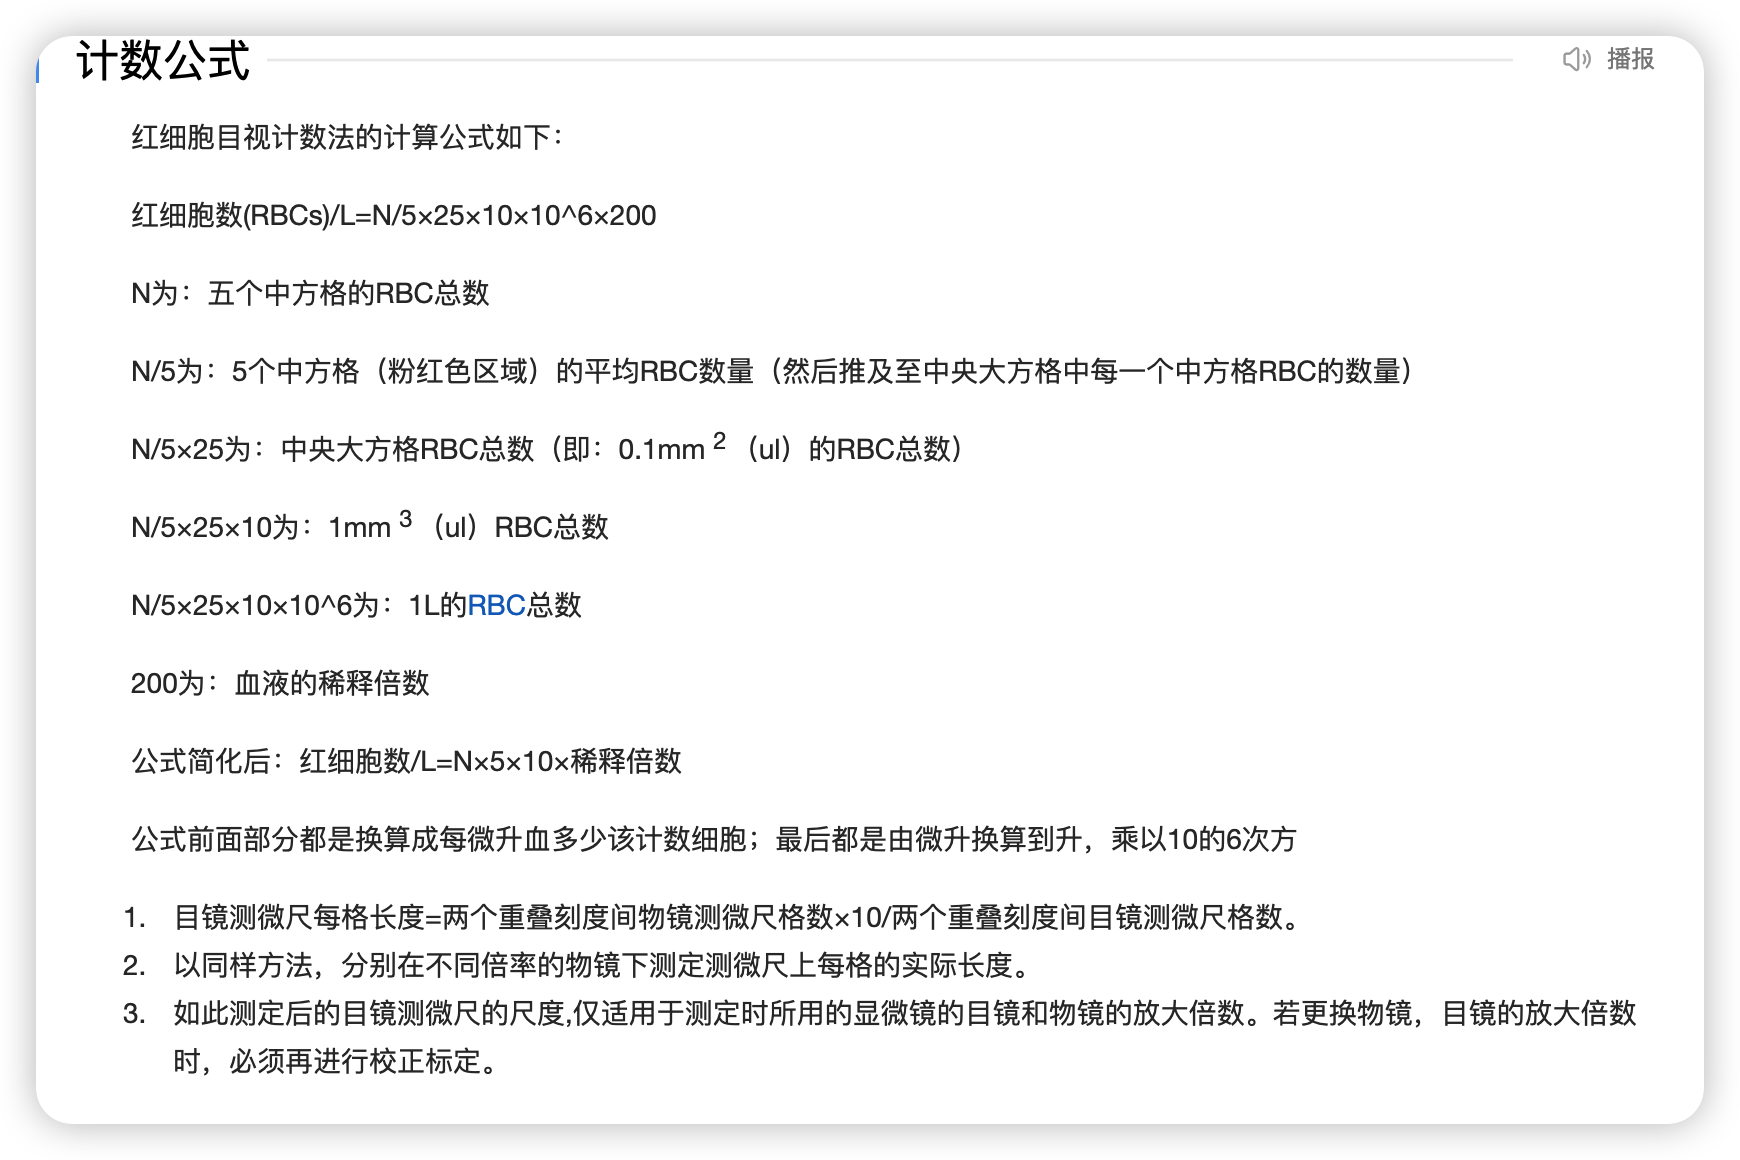 计数公式
播报
红细胞目视计数法的计算公式如下：
红细胞数(RBCs)/L=N/5×25×10×10^6×200
N为：五个中方格的RBC总数
N/5为：5个中方格（粉红色区域）的平均RBC数量（然后推及至中央大方格中每一个中方格RBC的数量）
N/5×25为：中央大方格RBC总数（即：0.1mm ²（ul）的RBC总数）
N/5×25×10为：1mm ³（ul）RBC总数
N/5×25×10×10^6为：1L的RBC总数
200为：血液的稀释倍数
公式简化后：红细胞数/L=N×5×10×稀释倍数
公式前面部分都是换算成每微升血多少该计数细胞；最后都是由微升换算到升，乘以10的6次方
1. 目镜测微尺每格长度=两个重叠刻度间物镜测微尺格数×10/两个重叠刻度间目镜测微尺格数。
2. 以同样方法，分别在不同倍率的物镜下测定测微尺上每格的实际长度。
3. 如此测定后的目镜测微尺的尺度,仅适用于测定时所用的显微镜的目镜和物镜的放大倍数。若更换物镜，目镜的放大倍数
时，必须再进行校正标定。